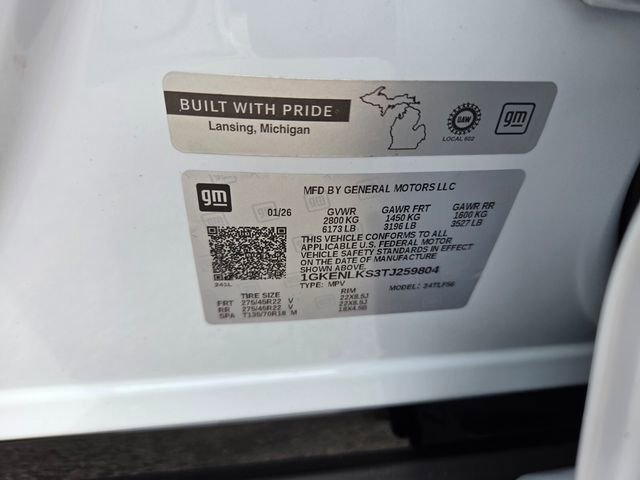 BUILT WITH PRIDE
Lansing, Michigan
UAW
LOCAL 602
gm
gm
MFD BY GENERAL MOTORS LLC
01/26 GVWR GAWR FRT GAWR RR
2800 KG 1450 KG 1600 KG
6173 LB 3196 LB 3527 LB
THIS VEHICLE CONFORMS TO ALL
APPLICABLE U.S. FEDERAL MOTOR
VEHICLE SAFETY STANDARDS IN EFFECT
ON THE DATE OF MANUFACTURE
SHOWN ABOVE.
1GKENLKS3TJ259804
TYPE: MPV MODEL: 24TLF56
TIRE SIZE RIM
FRT 275/45R22 V 22X8.5J
RR 275/45R22 V 22X8.5J
SPA T135/70R18 M 18X4.5B